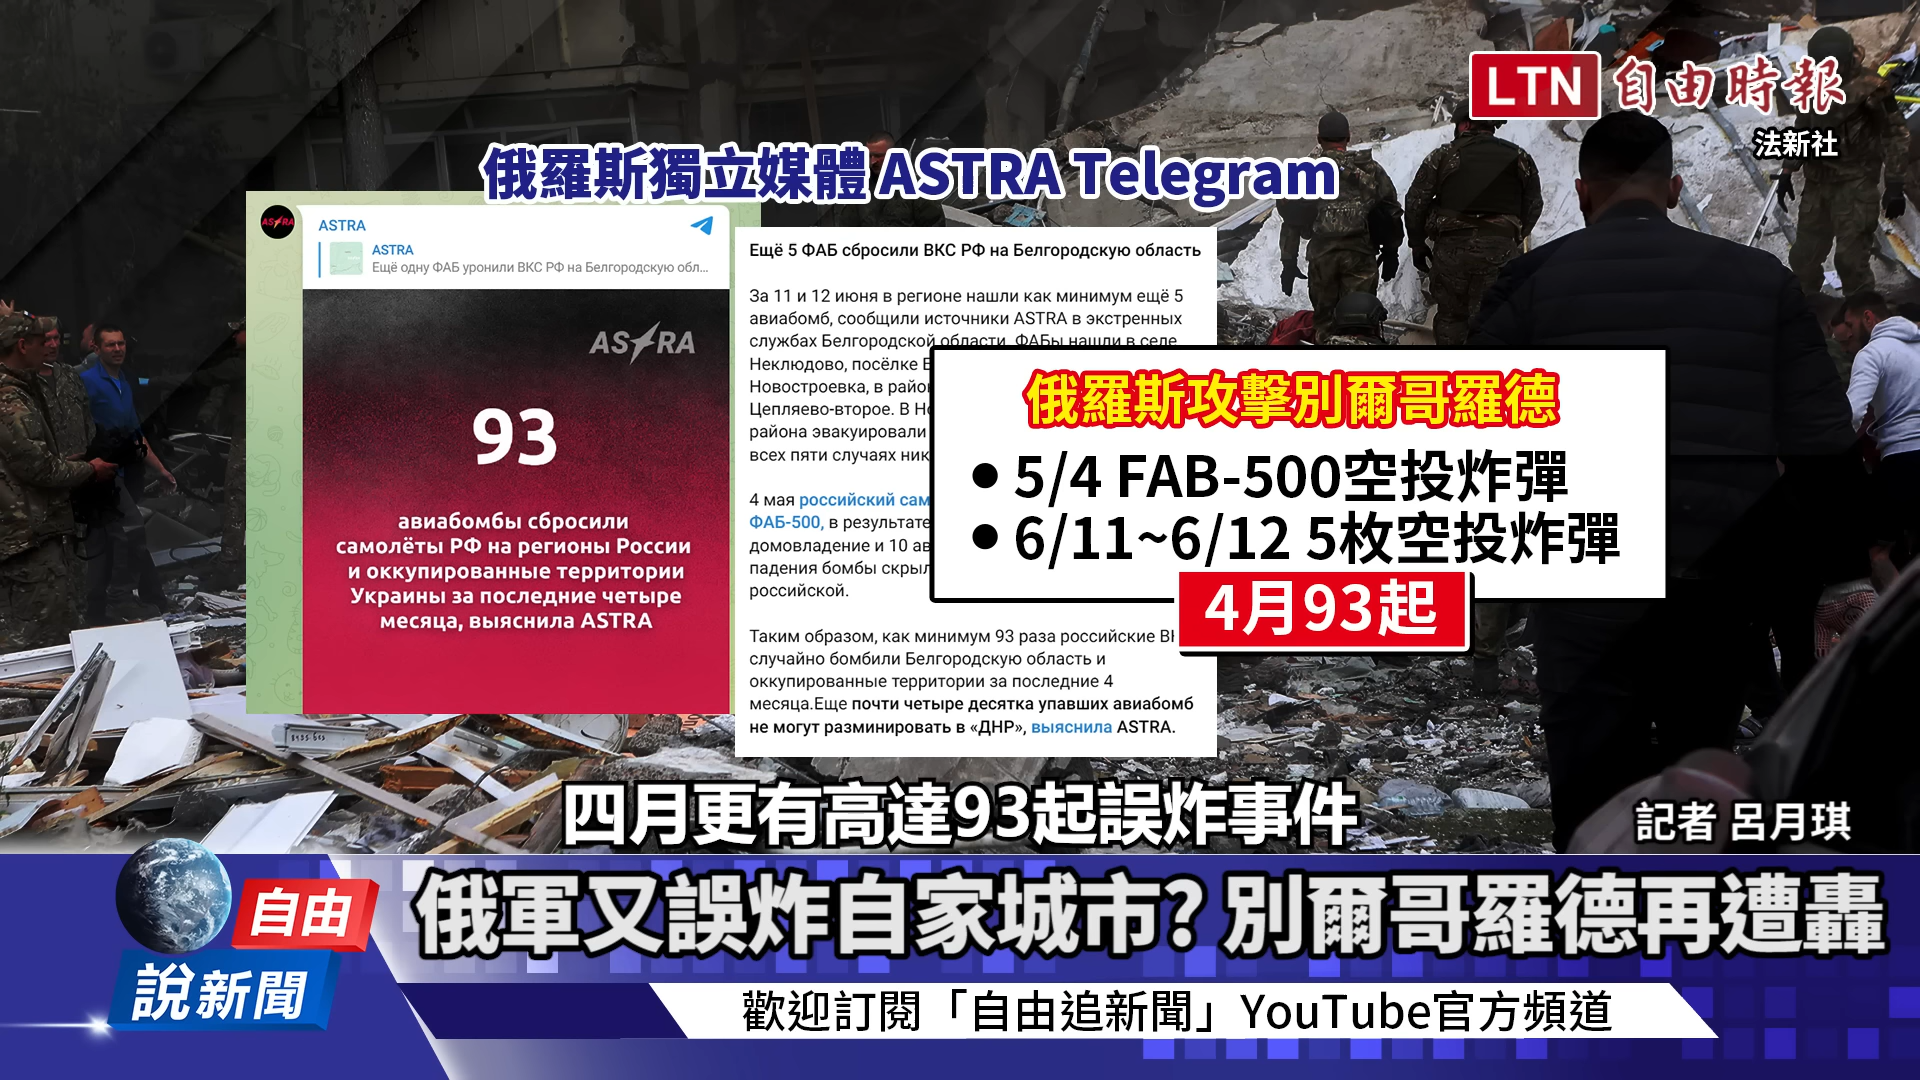 LTN 自由時報
法新社
俄羅斯獨立媒體 ASTRA Telegram
ASTRA
ASTRA
ASTRA
Ещё одну ФАБ уронили ВКС РФ на Белгородскую обл...
ASTRA
93
авиабомбы сбросили
самолёты РФ на регионы России
и оккупированные территории
Украины за последние четыре
месяца, выяснила ASTRA
Ещё 5 ФАБ сбросили ВКС РФ на Белгородскую область
За 11 и 12 июня в регионе нашли как минимум ещё 5
авиабомб, сообщили источники ASTRA в экстренных
службах Белгородской области. ФАБы нашли в селе
Неклюдово, посёлке
Новостроевка, в
Цепляево-второе. В
района эвакуировали
всех пяти случаях
4 мая российский
ФАБ-500, в результате
домовладение и 10
падения бомбы
российской.
Таким образом, как минимум 93 раза российские
случайно бомбили Белгородскую область и
оккупированные территории за последние 4
месяца.Еще почти четыре десятка упавших авиабомб
не могут разминировать в «ДНР», выяснила ASTRA.
俄羅斯攻擊別爾哥羅德
● 5/4 FAB-500空投炸彈
● 6/11~6/12 5枚空投炸彈
4月93起
四月更有高達93起誤炸事件
記者 呂月琪
自由
說新聞
俄軍又誤炸自家城市? 別爾哥羅德再遭轟
歡迎訂閱「自由追新聞」YouTube官方頻道